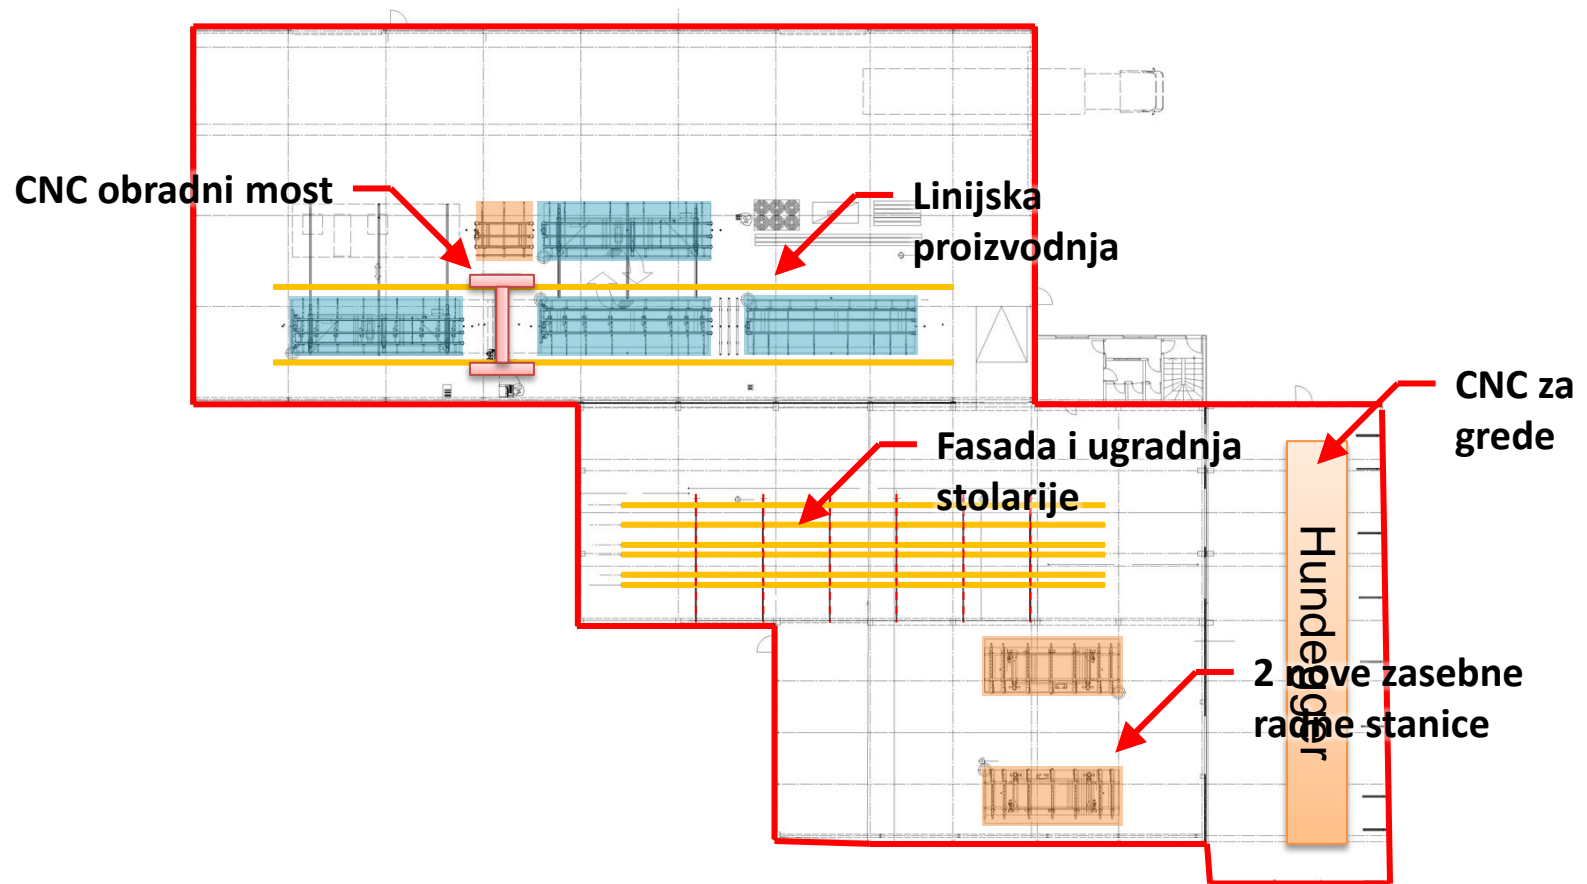 CNC obradni most
Linijska
proizvodnja
CNC za
grede
Fasada i ugradnja
stolarije
Hundegger
2 nove zasebne
radne stanice